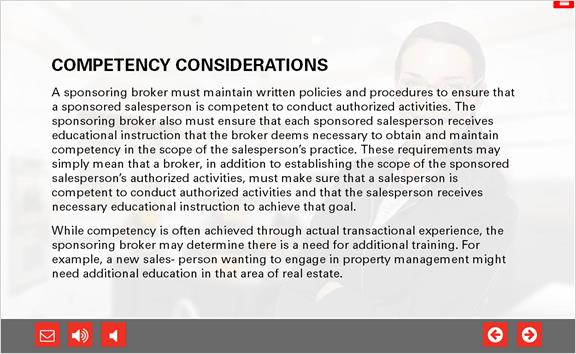 COMPETENCY CONSIDERATIONS
A sponsoring broker must maintain written policies and procedures to ensure that
a sponsored salesperson is competent to conduct authorized activities. The
sponsoring broker also must ensure that each sponsored salesperson receives
educational instruction that the broker deems necessary to obtain and maintain
competency in the scope of the salesperson's practice. These requirements may
simply mean that a broker, in addition to establishing the scope of the sponsored
salesperson's authorized activities, must make sure that a salesperson is
competent to conduct authorized activities and that the salesperson receives
necessary educational instruction to achieve that goal.
While competency is often achieved through actual transactional experience, the
sponsoring broker may determine there is a need for additional training. For
example, a new sales- person wanting to engage in property management might
need additional education in that area of real estate.